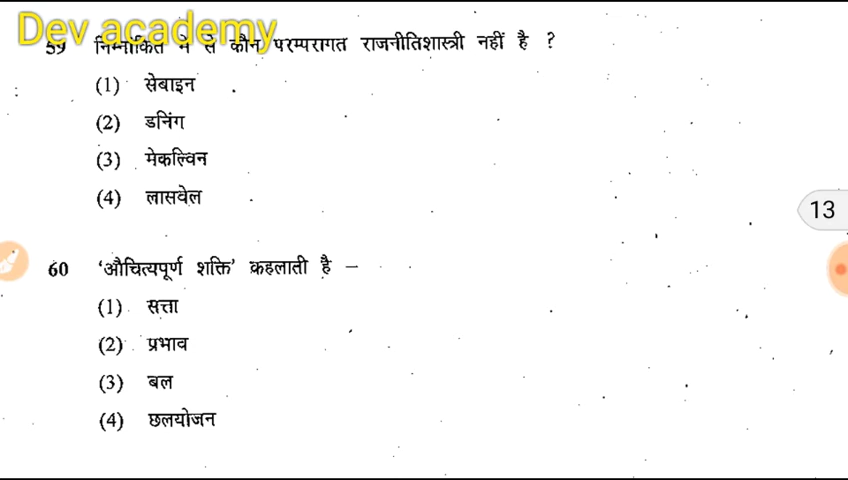 Dev academy
59 निम्नांकित में से कौन परम्परागत राजनीतिशास्त्री नहीं है ?
(1) सेबाइन
(2) डनिंग
(3) मेकल्विन
(4) लासवेल
13
60 ‘औचित्यपूर्ण शक्ति’ कहलाती है –
(1) सत्ता
(2) प्रभाव
(3) बल
(4) छलयोजन